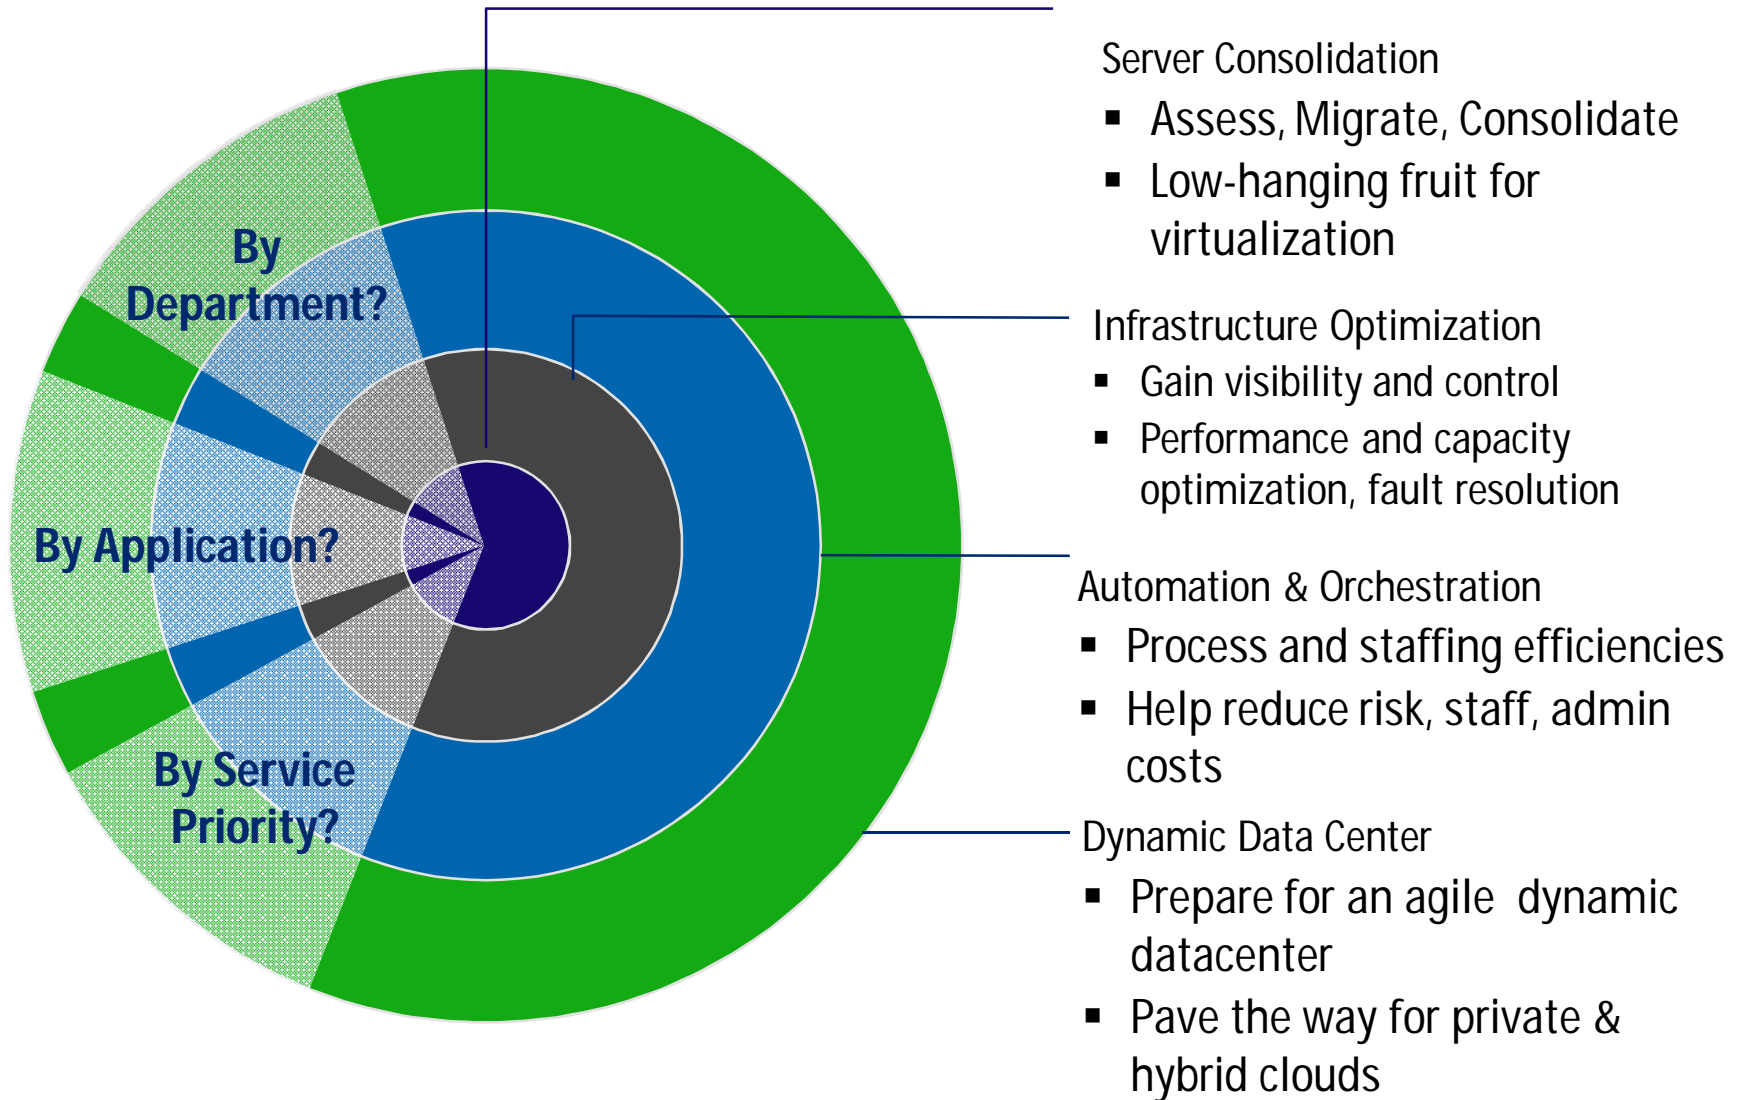 Server Consolidation
▪ Assess, Migrate, Consolidate
▪ Low-hanging fruit for
virtualization
By
Department?
Infrastructure Optimization
▪ Gain visibility and control
▪ Performance and capacity
optimization, fault resolution
By Application?
Automation & Orchestration
▪ Process and staffing efficiencies
▪ Help reduce risk, staff, admin
costs
By Service
Priority?
Dynamic Data Center
▪ Prepare for an agile  dynamic
datacenter
▪ Pave the way for private &
hybrid clouds